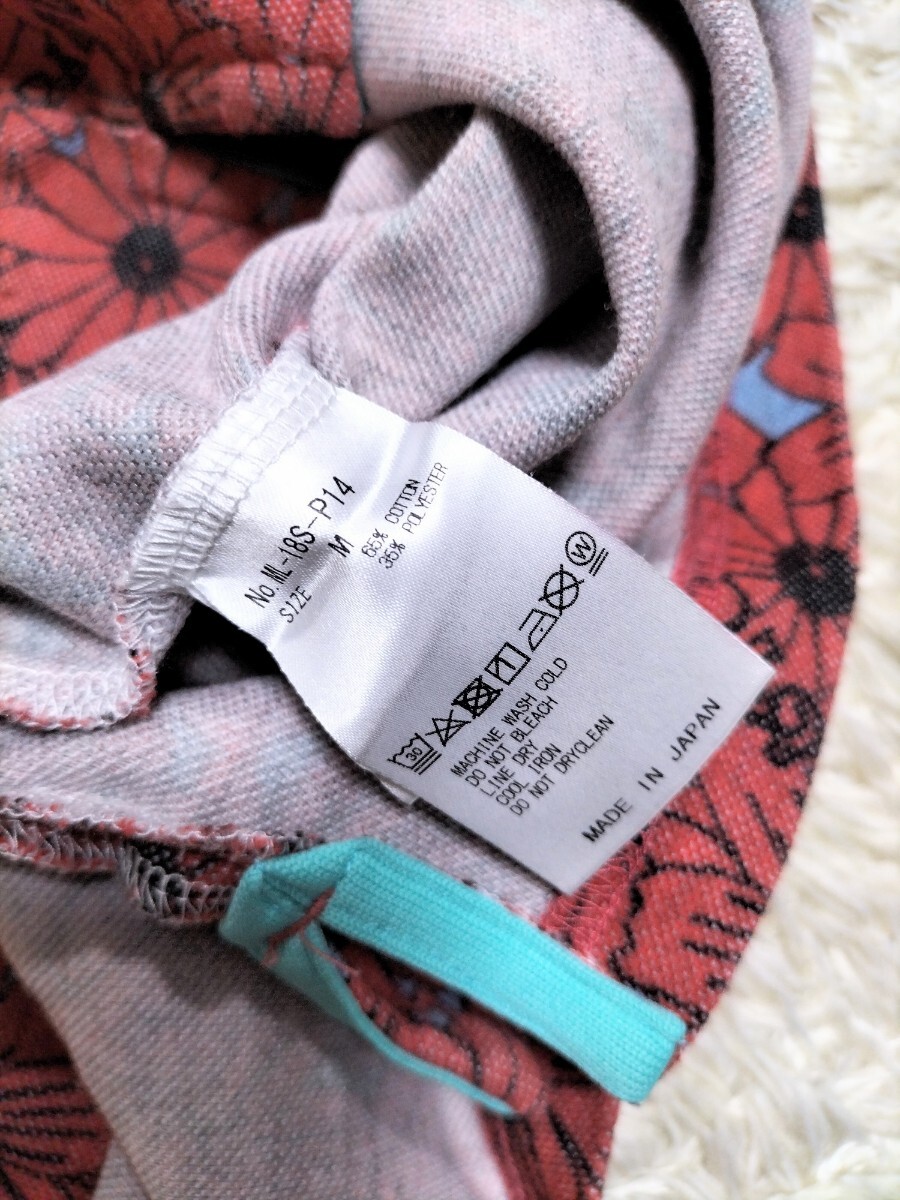 No.ML-18S-P14
SIZE M
65% COTTON
35% POLYESTER
30
W
MACHINE WASH COLD
DO NOT BLEACH
LINE DRY
COOL IRON
DO NOT DRYCLEAN
MADE IN JAPAN